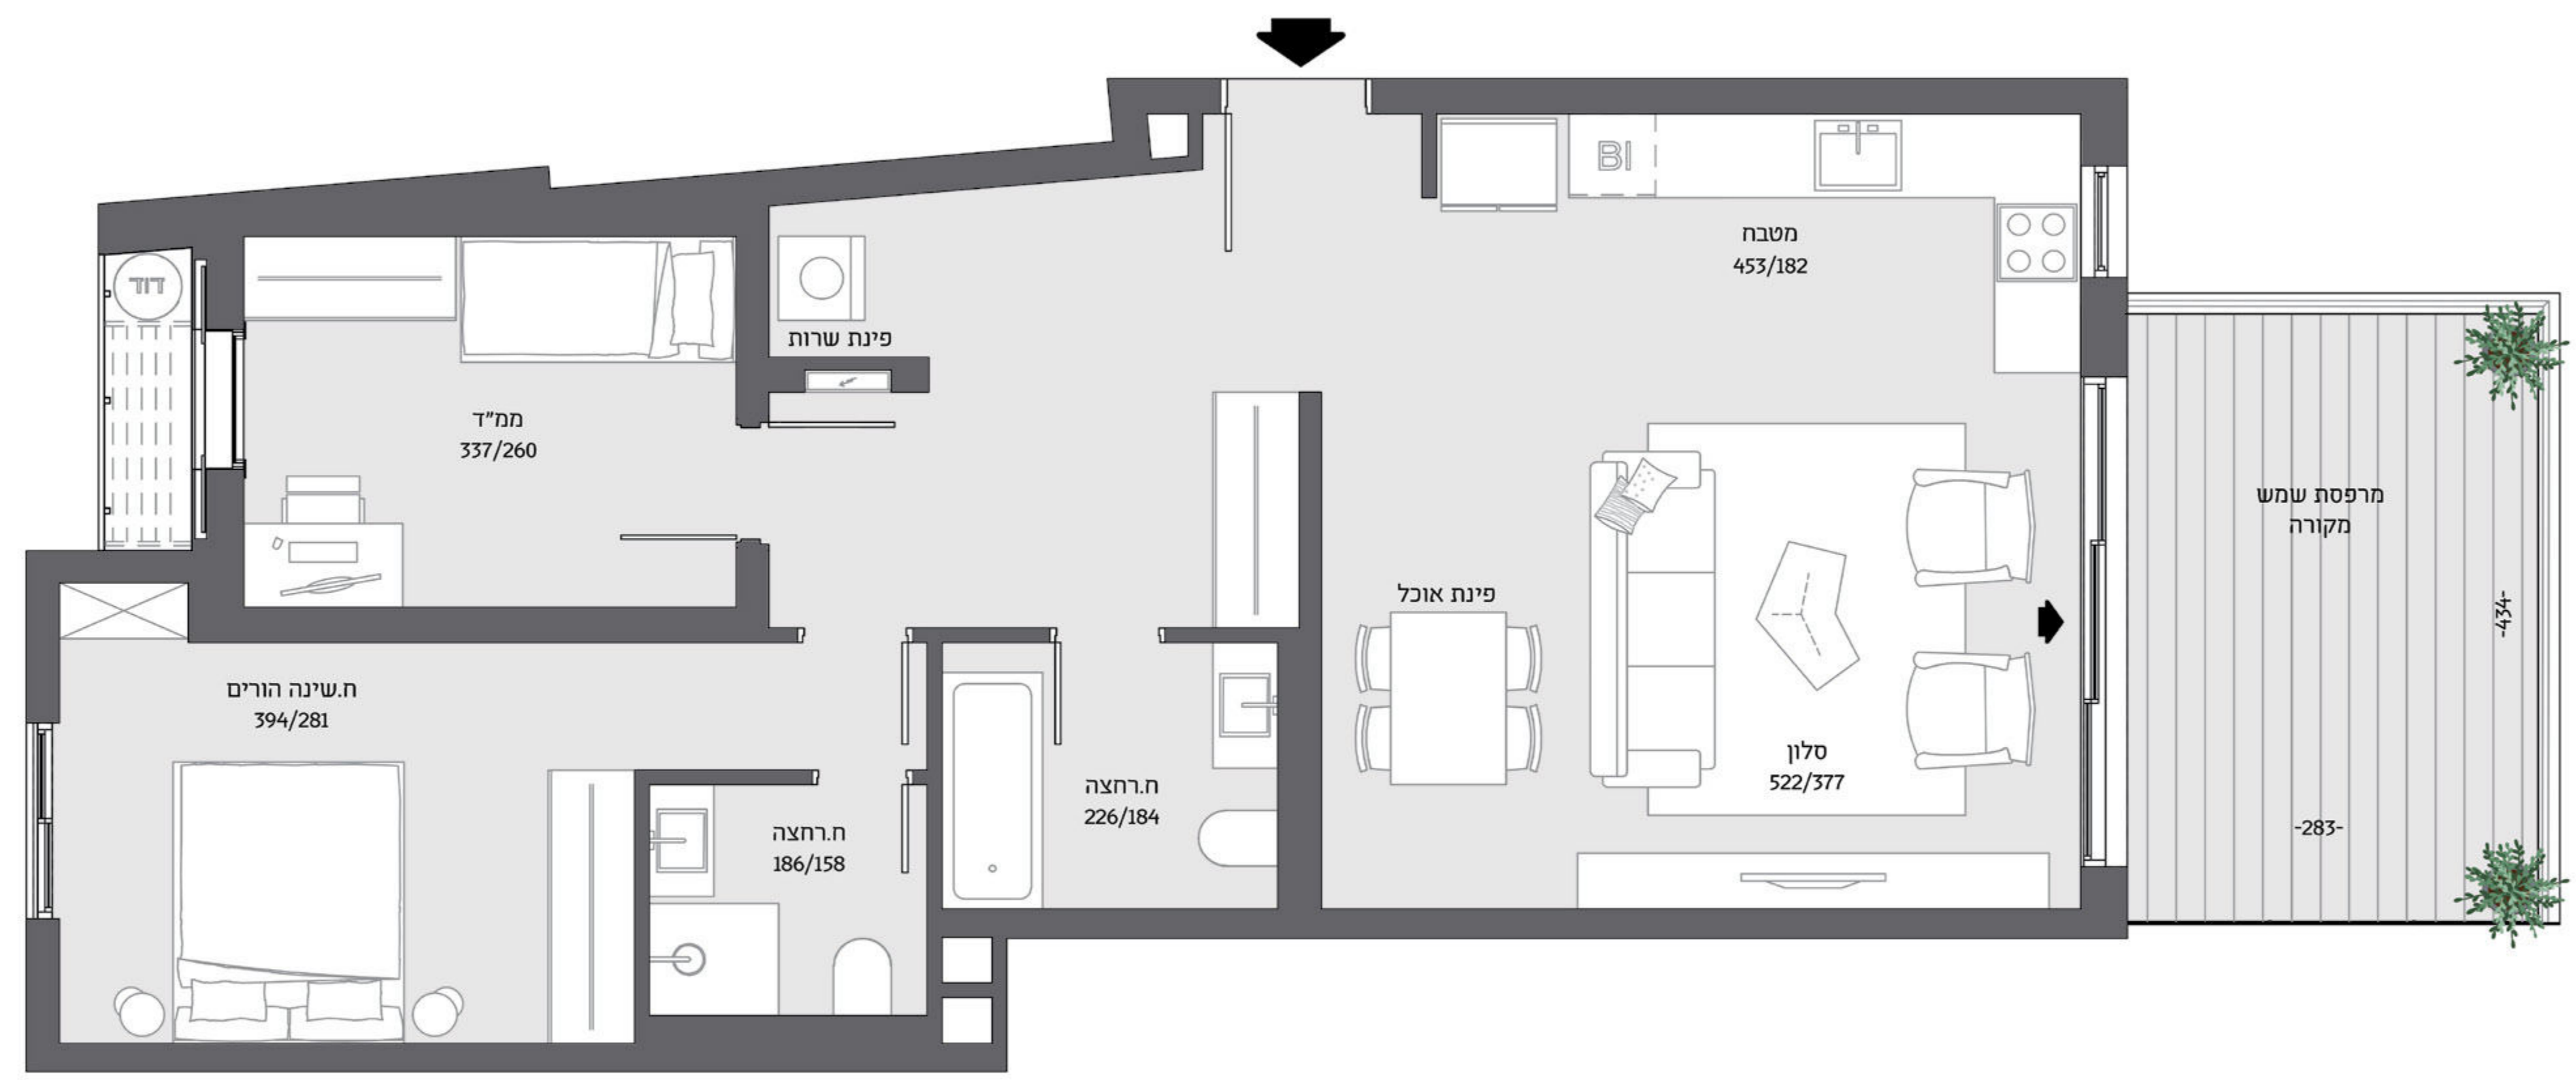 BI
מטבח
453/182
דוד
פינת שרות
ממ"ד
337/260
מרפסת שמש
מקורה
-434-
-283-
פינת אוכל
סלון
522/377
ח.שינה הורים
394/281
ח.רחצה
226/184
ח.רחצה
186/158